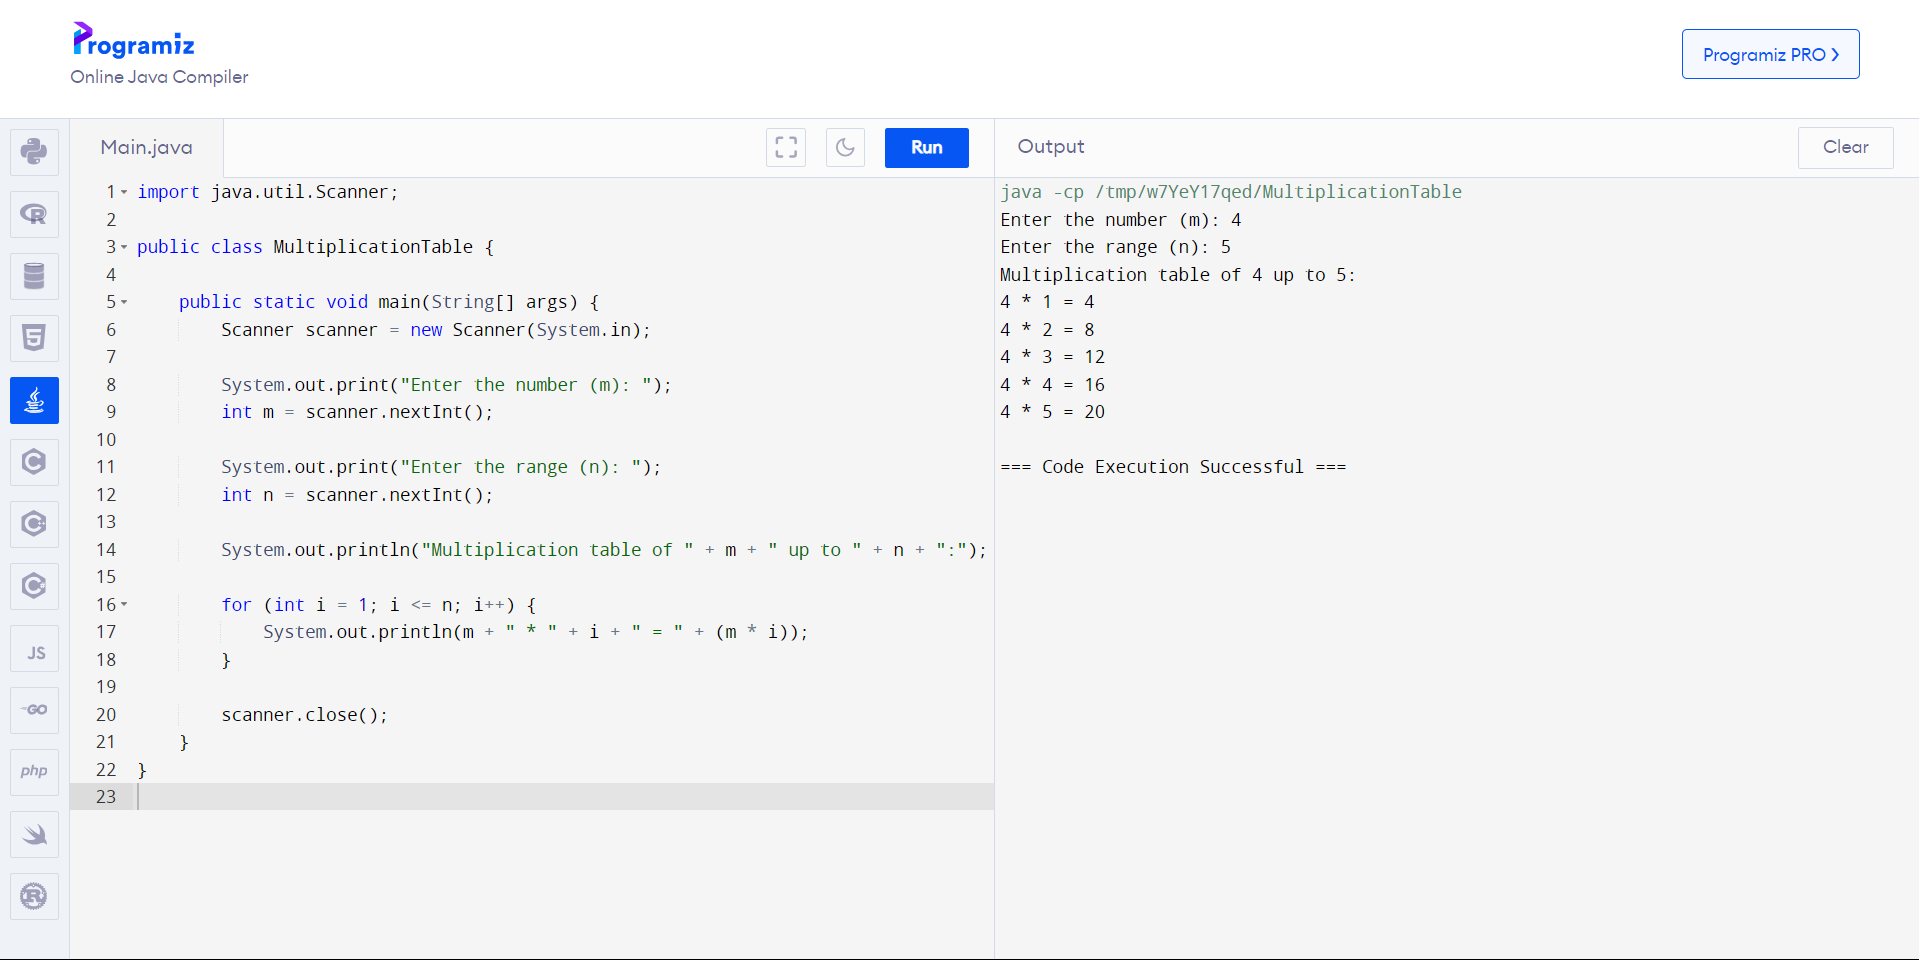 Programiz
Online Java Compiler
Programiz PRO
Main.java
Run
Output
Clear
1 import java.util.Scanner;
2
3 public class MultiplicationTable {
4
5     public static void main(String[] args) {
6         Scanner scanner = new Scanner(System.in);
7
8         System.out.print("Enter the number (m): ");
9         int m = scanner.nextInt();
10
11         System.out.print("Enter the range (n): ");
12         int n = scanner.nextInt();
13
14         System.out.println("Multiplication table of " + m + " up to " + n + ":");
15
16         for (int i = 1; i <= n; i++) {
17             System.out.println(m + " * " + i + " = " + (m * i));
18         }
19
20         scanner.close();
21     }
22 }
23
java -cp /tmp/w7YeY17qed/MultiplicationTable
Enter the number (m): 4
Enter the range (n): 5
Multiplication table of 4 up to 5:
4 * 1 = 4
4 * 2 = 8
4 * 3 = 12
4 * 4 = 16
4 * 5 = 20
=== Code Execution Successful ===
R
5
C
C
C
JS
GO
php
R